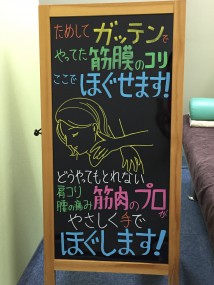 ためしてガッテンで
やってた筋膜のコリ
ここでほぐせます!
どうやってもとれない
肩コリ
腰の痛み 筋肉のプロが
やさしく手で
ほぐします!